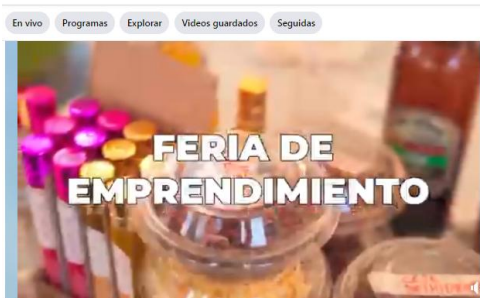 En vivo
Programas
Explorar
Videos guardados
Seguidas
FERIA DE
EMPRENDIMIENTO